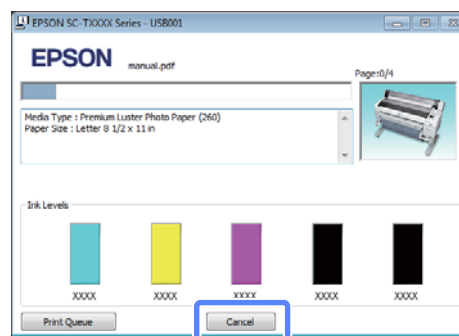 EPSON SC-TXXXX Series - USB001
EPSON
manual.pdf
Page:0/4
Media Type : Premium Luster Photo Paper (260)
Paper Size : Letter 8 1/2 x 11 in
Ink Levels
XXXX XXXX XXXX XXXX XXXX
Print Queue Cancel